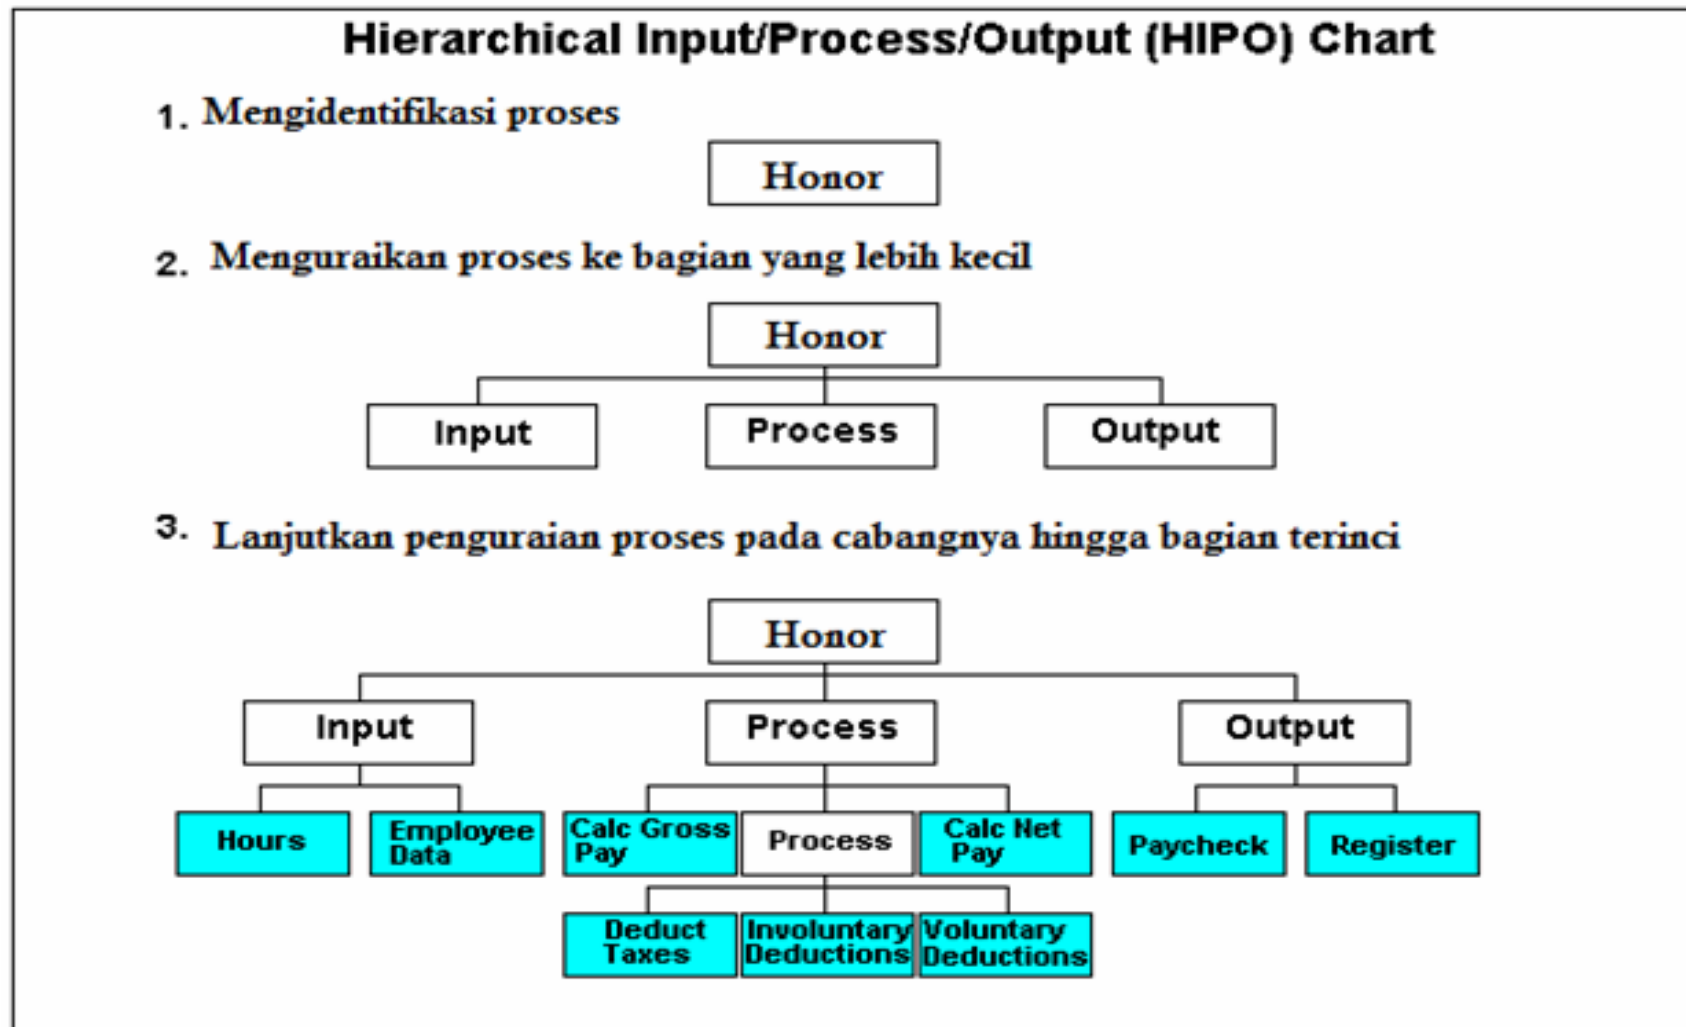 Hierarchical Input/Process/Output (HIPO) Chart
1. Mengidentifikasi proses
Honor
2. Menguraikan proses ke bagian yang lebih kecil
Honor
Input
Process
Output
3. Lanjutkan penguraian proses pada cabangnya hingga bagian terinci
Honor
Input
Process
Output
Hours
Employee
Data
Calc Gross
Pay
Process
Calc Net
Pay
Paycheck
Register
Deduct
Taxes
Involuntary
Deductions
Voluntary
Deductions